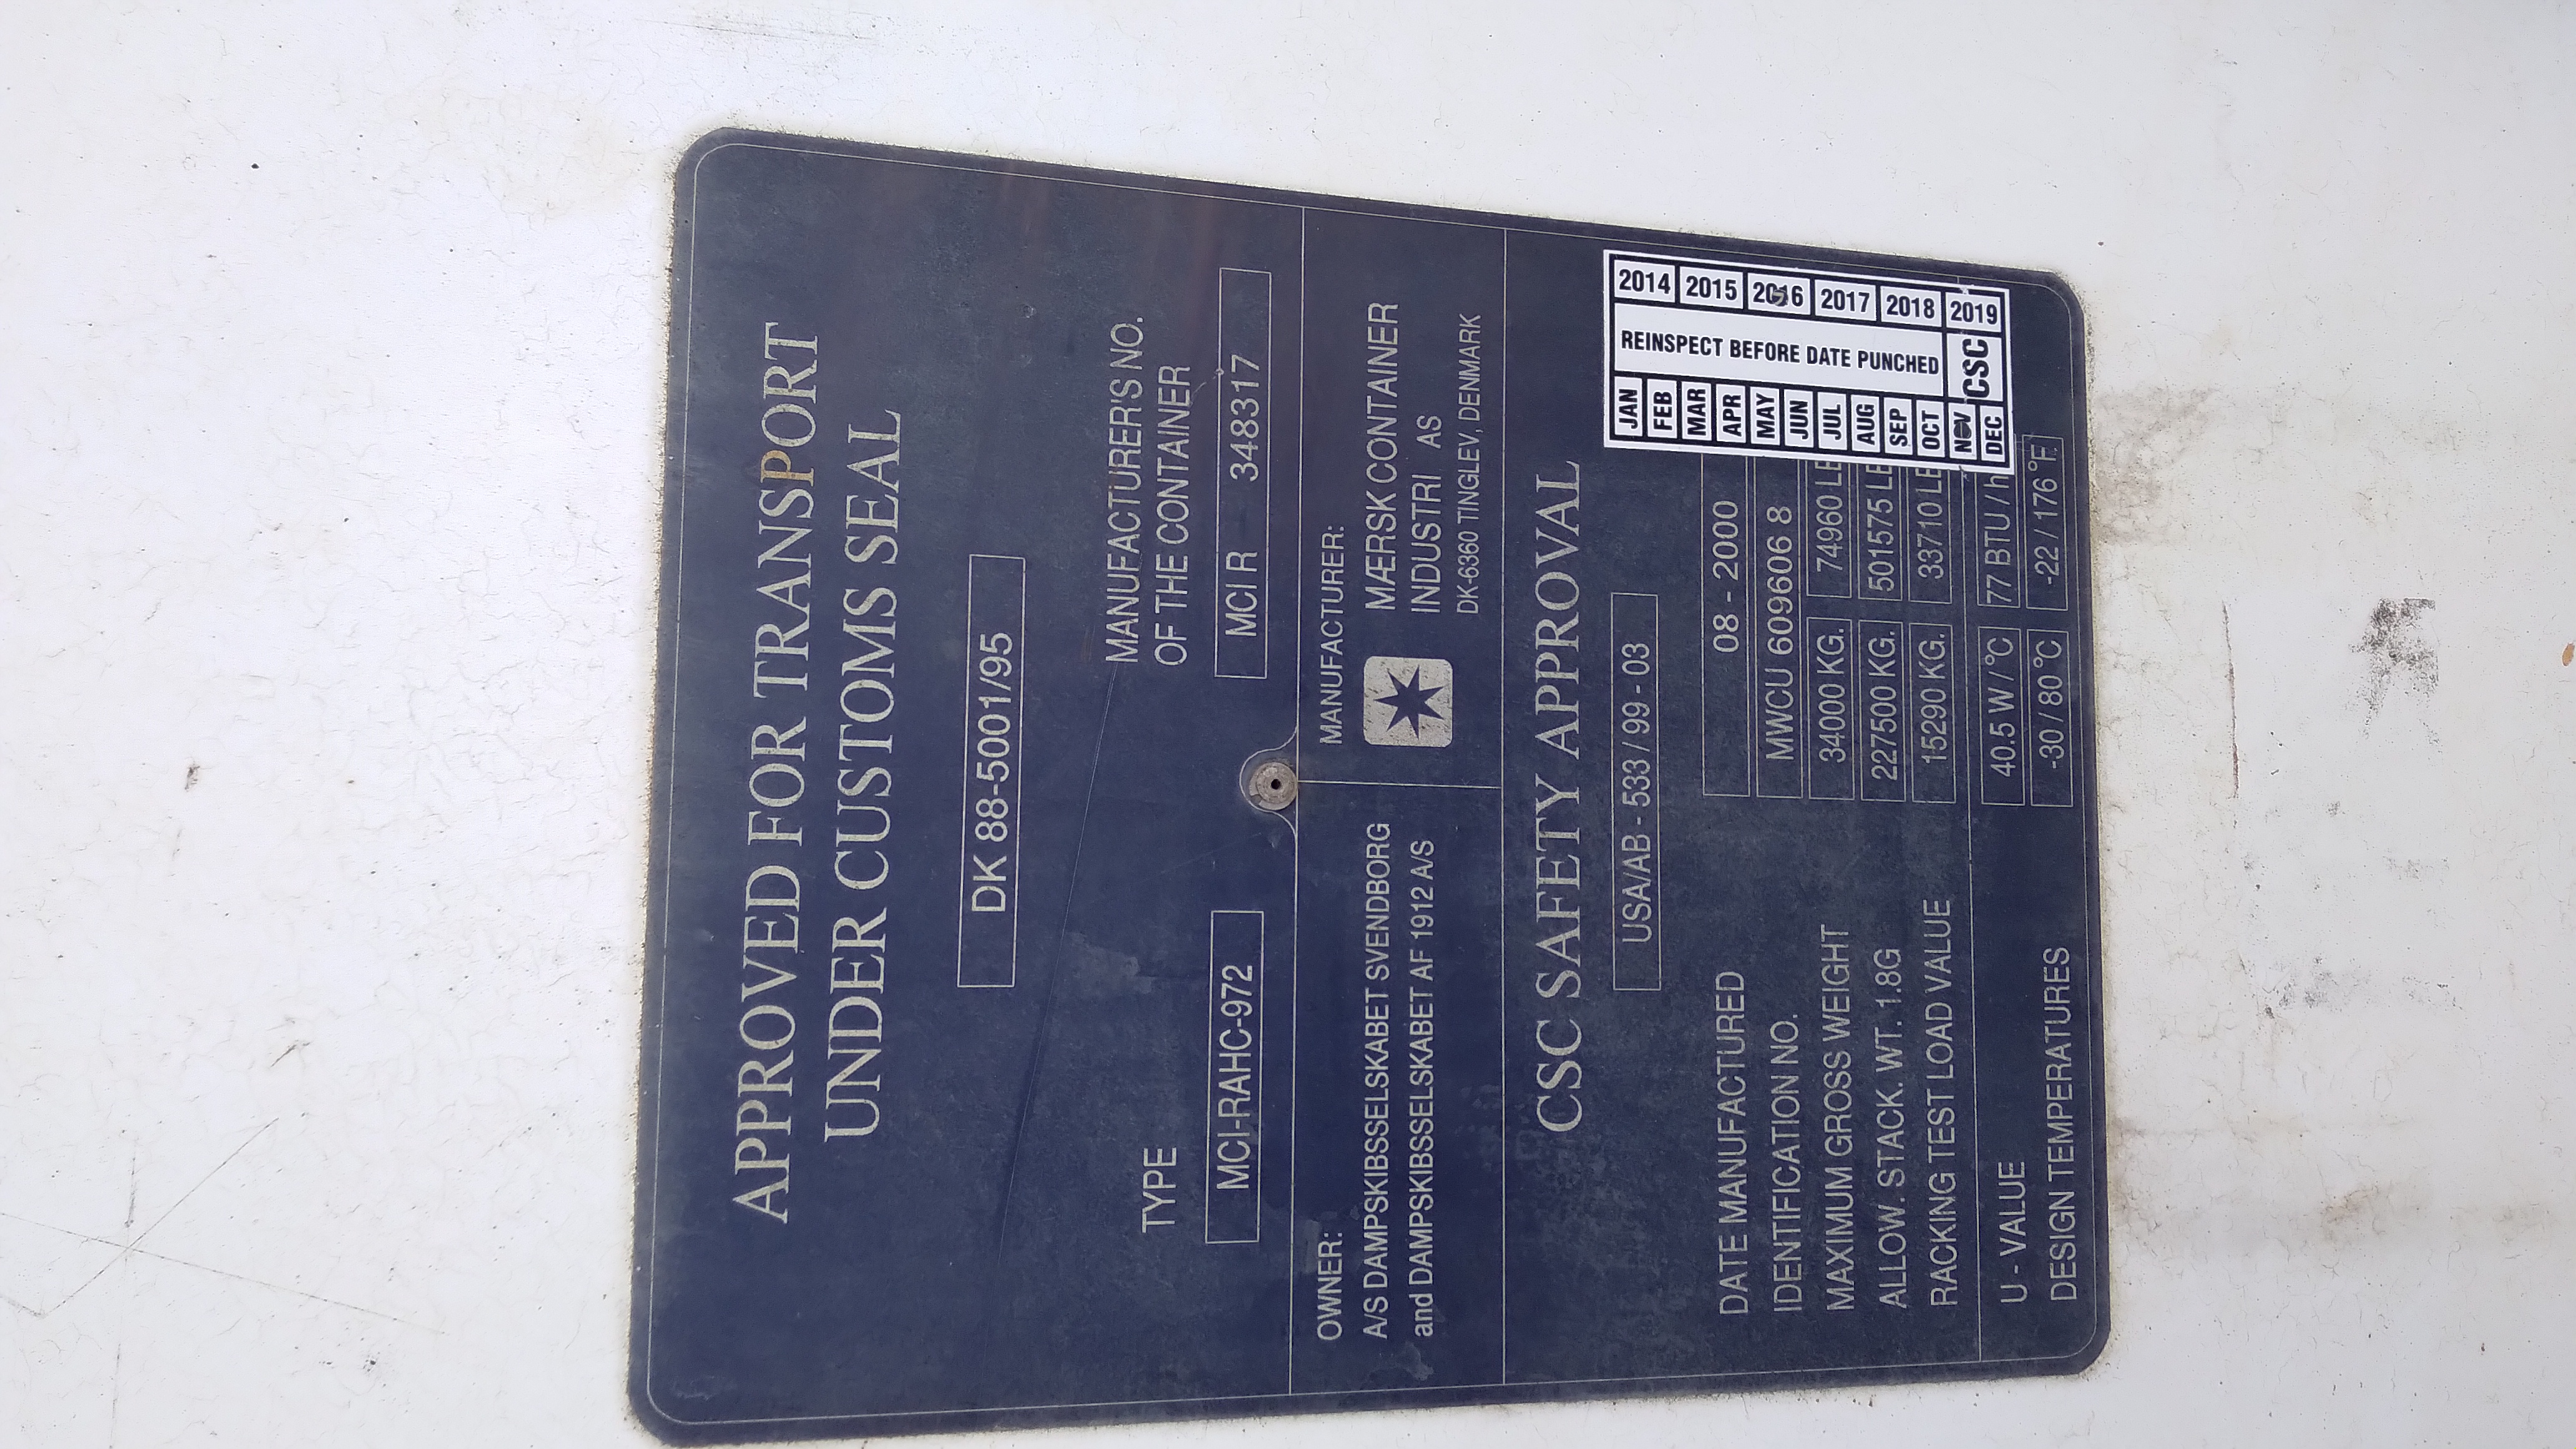 APPROVED FOR TRANSPORT
UNDER CUSTOMS SEAL
DK 88-5001/95
TYPE
MCI-RAHC-972
MANUFACTURER'S NO.
OF THE CONTAINER
MCI R 348317
OWNER:
A/S DAMPSKIBSSELSKABET SVENDBORG
and DAMPSKIBSSELSKABET AF 1912 A/S
MANUFACTURER:
MÆRSK CONTAINER
INDUSTRI AS
DK-6360 TINGLEV, DENMARK
CSC SAFETY APPROVAL
USA/AB - 533 / 99 - 03
DATE MANUFACTURED 08 - 2000
IDENTIFICATION NO. MWCU 609606 8
MAXIMUM GROSS WEIGHT 34000 KG. 74960
ALLOW. STACK. WT. 1.8G 227500 KG. 501575
RACKING TEST LOAD VALUE 15290 KG. 33710
U - VALUE 40.5 W / °C 77 BTU / h
DESIGN TEMPERATURES -30 / 80 °C -22 / 176 °F
JAN
FEB
MAR
APR
MAY
JUN
JUL
AUG
SEP
OCT
NOV
DEC
REINSPECT BEFORE DATE PUNCHED
CSC
2014
2015
2016
2017
2018
2019